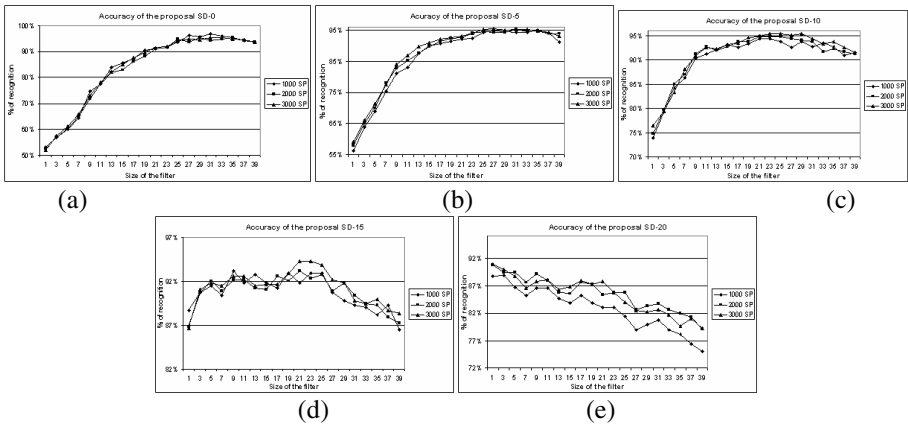 Accuracy of the proposal SD-0
100%
90%
80%
70%
60%
50%
% of recognition
1 3 5 7 9 11 13 15 17 19 21 23 25 27 29 31 33 35 37 39
Size of the filter
1000 SP
2000 SP
3000 SP
(a)
Accuracy of the proposal SD-5
95%
85%
75%
65%
55%
% of recognition
1 3 5 7 9 11 13 15 17 19 21 23 25 27 29 31 33 35 37 39
Size of the filter
1000 SP
2000 SP
3000 SP
(b)
Accuracy of the proposal SD-10
95%
90%
85%
80%
75%
70%
% of recognition
1 3 5 7 9 11 13 15 17 19 21 23 25 27 29 31 33 35 37 39
Size of the filter
1000 SP
2000 SP
3000 SP
(c)
Accuracy of the proposal SD-15
97%
92%
87%
82%
% of recognition
1 3 5 7 9 11 13 15 17 19 21 23 25 27 29 31 33 35 37 39
Size of the filter
1000 SP
2000 SP
3000 SP
(d)
Accuracy of the proposal SD-20
92%
87%
82%
77%
72%
% of recognition
1 3 5 7 9 11 13 15 17 19 21 23 25 27 29 31 33 35 37 39
Size of the filter
1000 SP
2000 SP
3000 SP
(e)